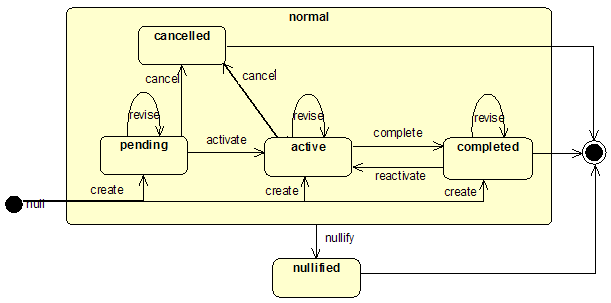 normal
cancelled
cancel
cancel
revise
revise
revise
pending
activate
active
complete
completed
reactivate
create
create
create
null
nullify
nullified